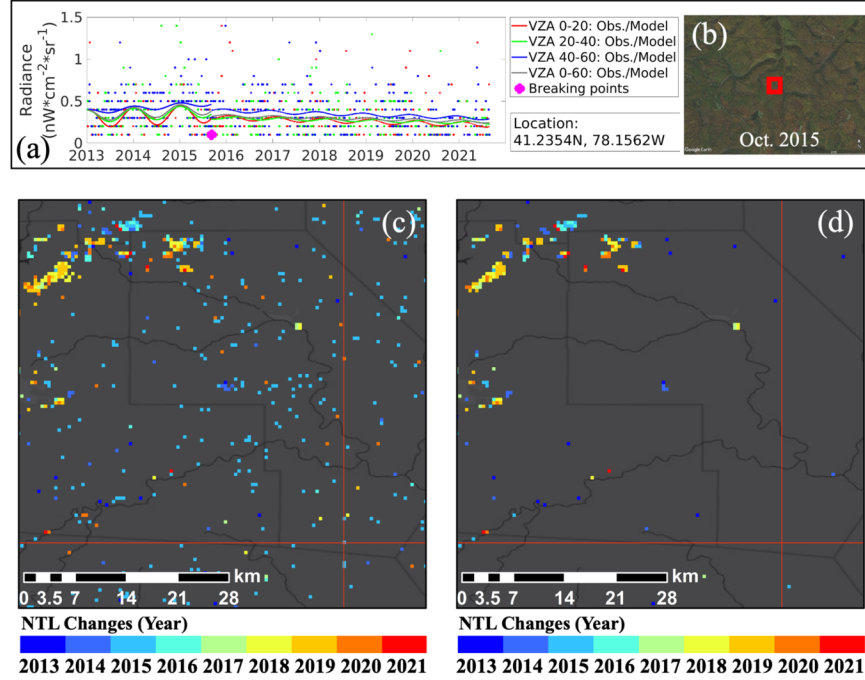 1.5
1
0.5
0
Radiance
(nW*cm⁻²*sr⁻¹)
2013 2014 2015 2016 2017 2018 2019 2020 2021
(a)
VZA 0-20: Obs./Model
VZA 20-40: Obs./Model
VZA 40-60: Obs./Model
VZA 0-60: Obs./Model
Breaking points
Location:
41.2354N, 78.1562W
(b)
Oct. 2015
Google Earth
(c)
km
0 3.5 7 14 21 28
NTL Changes (Year)
2013 2014 2015 2016 2017 2018 2019 2020 2021
(d)
km
0 3.5 7 14 21 28
NTL Changes (Year)
2013 2014 2015 2016 2017 2018 2019 2020 2021